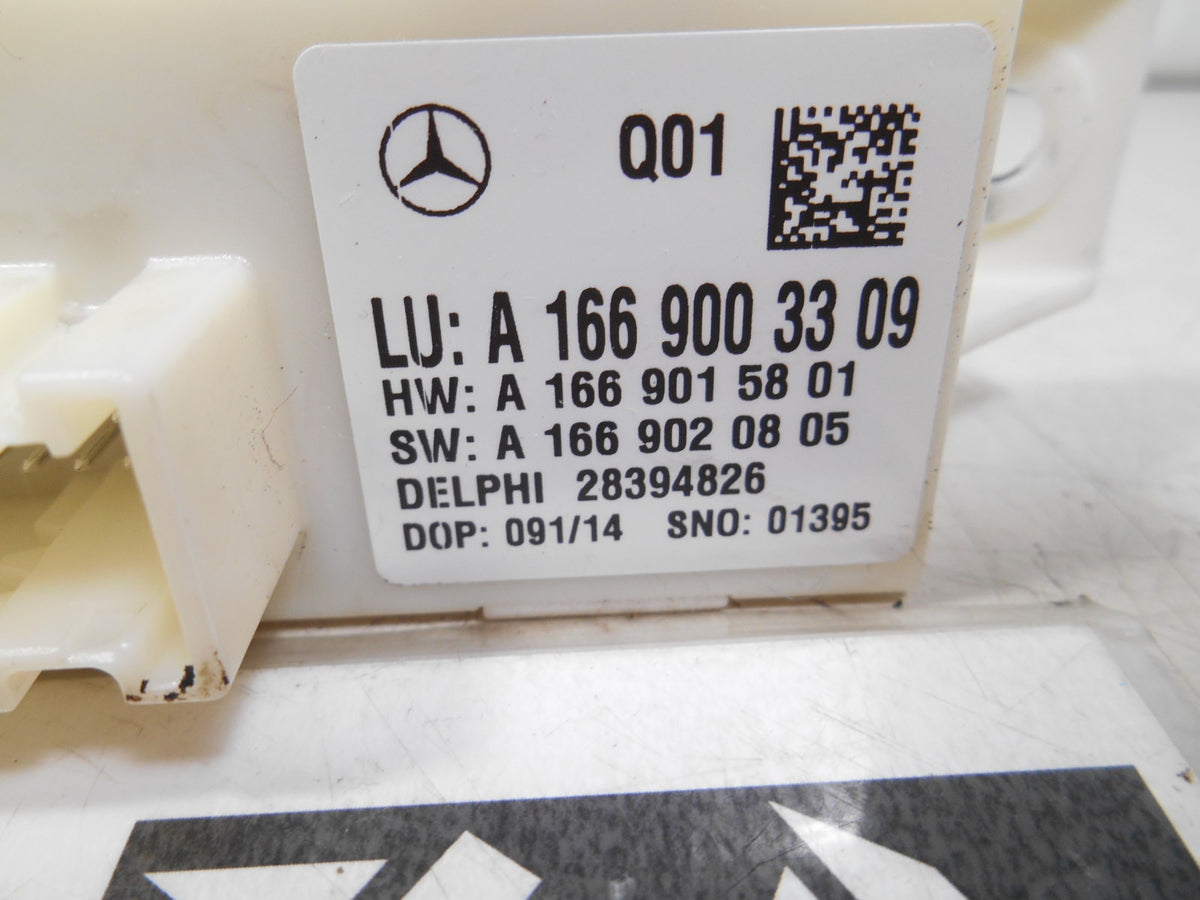 Q01
LU: A 166 900 33 09
HW: A 166 901 58 01
SW: A 166 902 08 05
DELPHI 28394826
DOP: 091/14 SNO: 01395